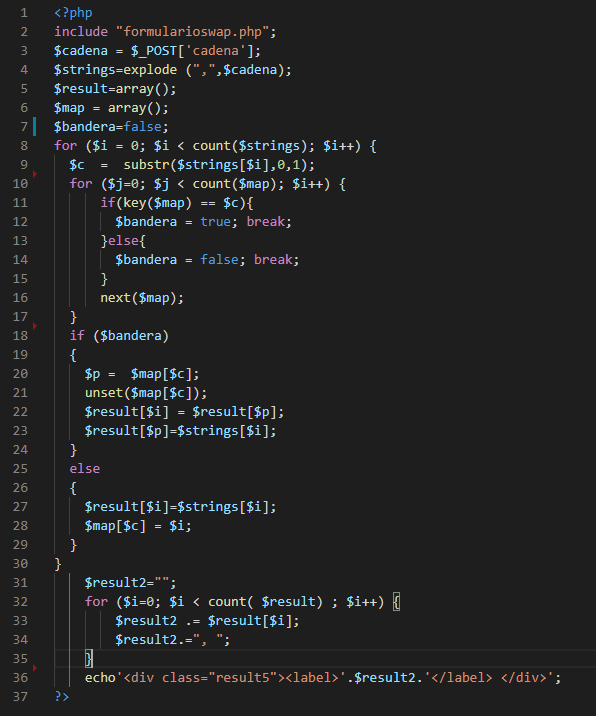 1 <?php
2 include "formularioswap.php";
3 $cadena = $_POST['cadena'];
4 $strings=explode (",",$cadena);
5 $result=array();
6 $map = array();
7 $bandera=false;
8 for ($i = 0; $i < count($strings); $i++) {
9 $c  =  substr($strings[$i],0,1);
10 for ($j=0; $j < count($map); $i++) {
11 if(key($map) == $c){
12 $bandera = true; break;
13 }else{
14 $bandera = false; break;
15 }
16 next($map);
17 }
18 if ($bandera)
19 {
20 $p =  $map[$c];
21 unset($map[$c]);
22 $result[$i] = $result[$p];
23 $result[$p]=$strings[$i];
24 }
25 else
26 {
27 $result[$i]=$strings[$i];
28 $map[$c] = $i;
29 }
30 }
31 $result2="";
32 for ($i=0; $i < count( $result) ; $i++) {
33 $result2 .= $result[$i];
34 $result2.=", ";
35 }
36 echo'<div class="result5"><label>'.$result2.'</label> </div>';
37 ?>